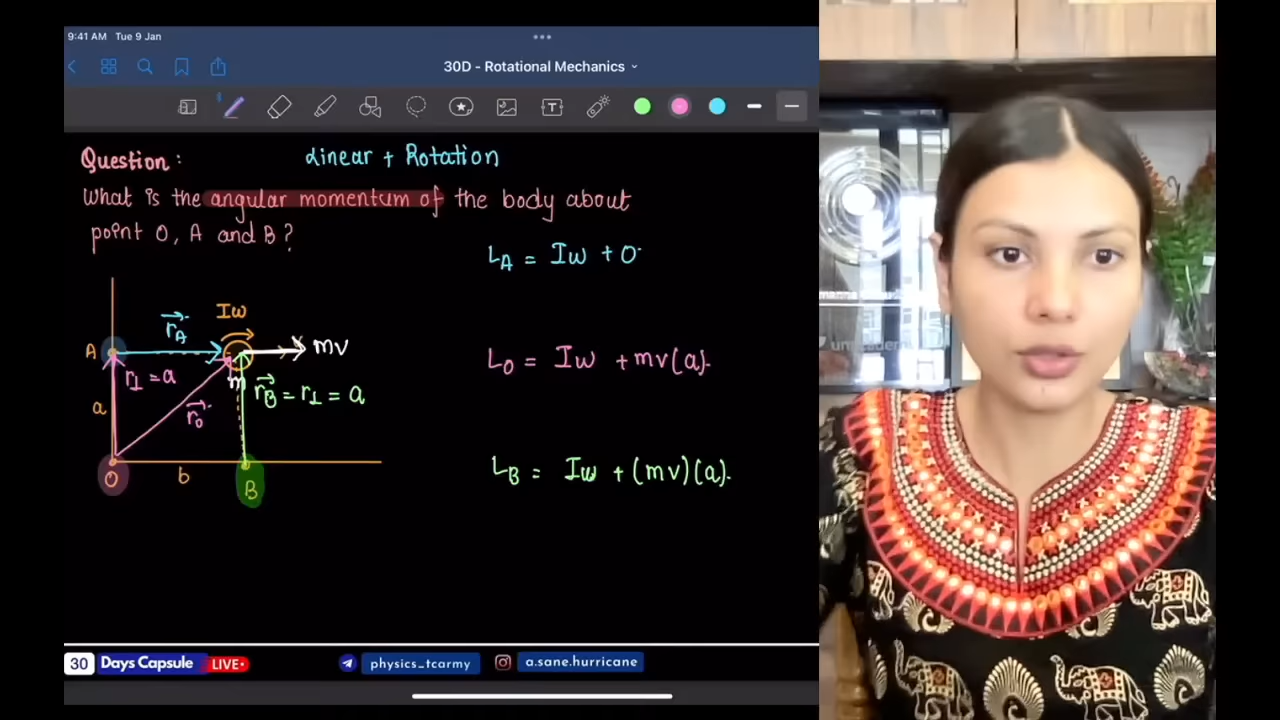 9:41 AM Tue 9 Jan
30D - Rotational Mechanics
Question:
Linear + Rotation
What is the angular momentum of the body about
point O, A and B?
L_A = Iω + 0
Iω
r_A
A
mv
m
r⊥ = a
r_B = r⊥ = a
L_O = Iω + mv(a).
a
r_O
O
b
B
L_B = Iω + (mv)(a).
30 Days Capsule LIVE
physics_tcarmy
a.sane.hurricane